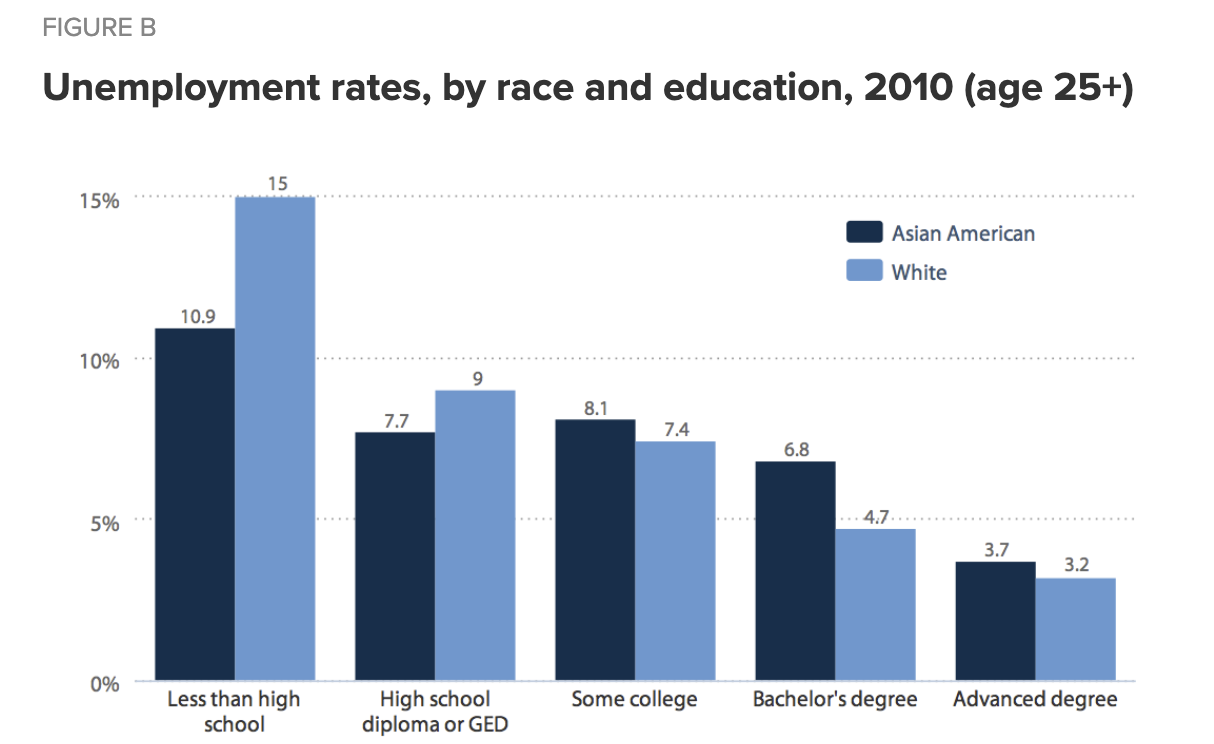 FIGURE B
Unemployment rates, by race and education, 2010 (age 25+)
15%
10%
5%
0%
Asian American
White
10.9
15
7.7
9
8.1
7.4
6.8
4.7
3.7
3.2
Less than high
school
High school
diploma or GED
Some college
Bachelor's degree
Advanced degree